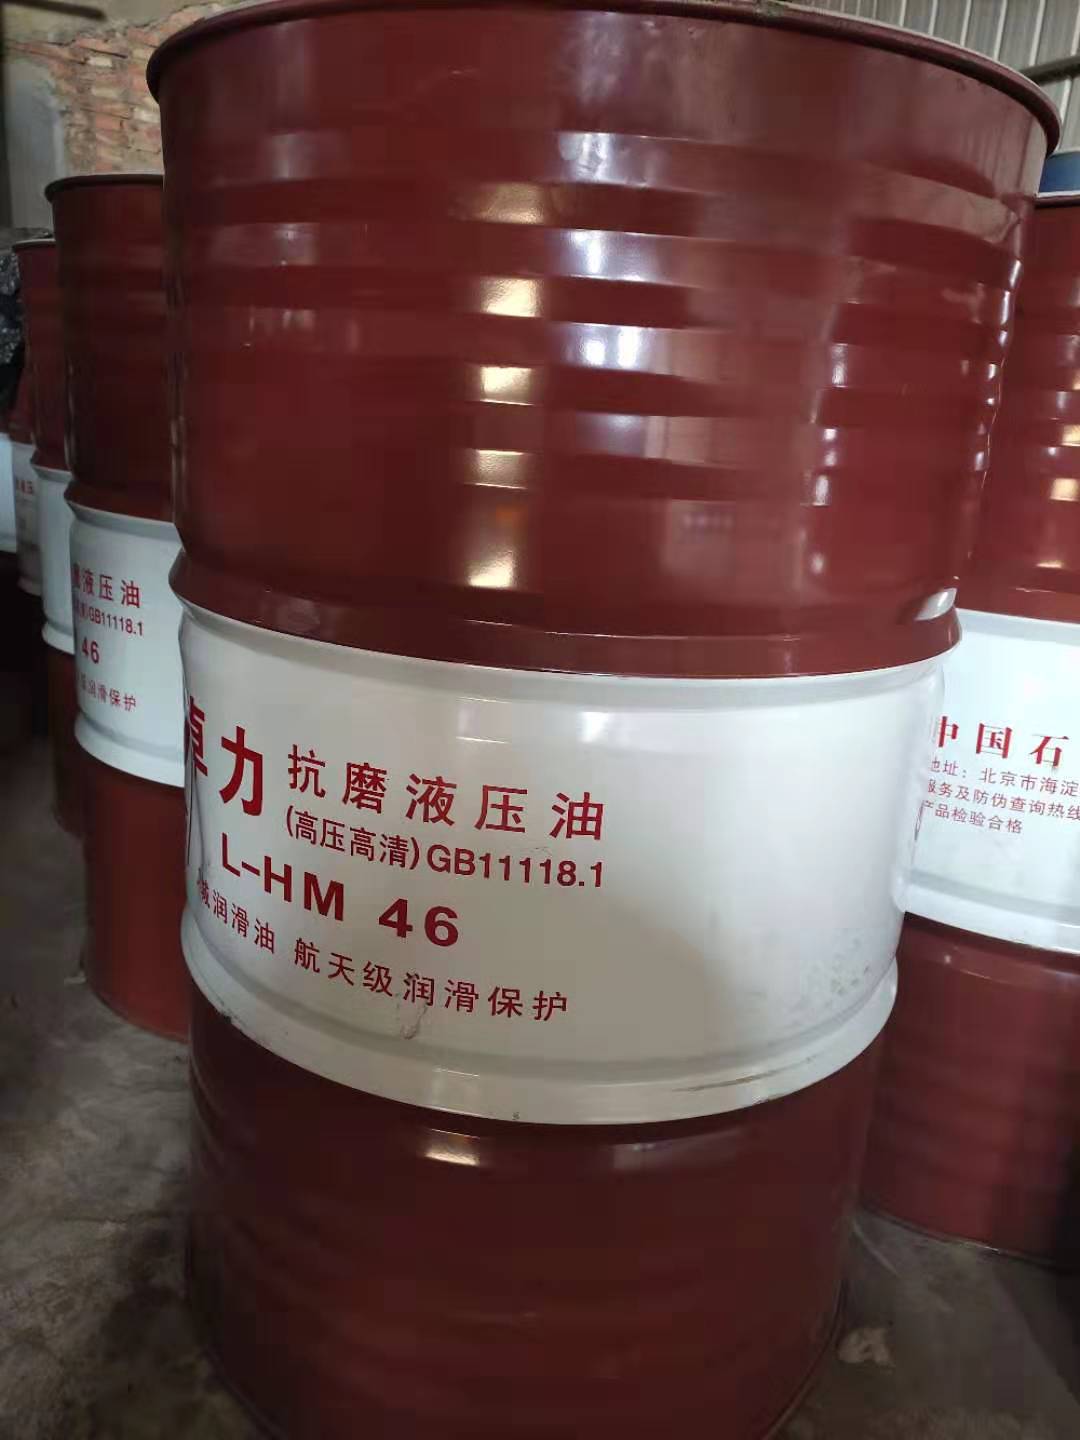 卓力
抗磨液压油
(高压高清)GB11118.1
L-HM 46
润滑油 航天级润滑保护
液压油
GB11118.1
46
润滑保护
中国石
地址：北京市海淀
服务及防伪查询热线
产品检验合格